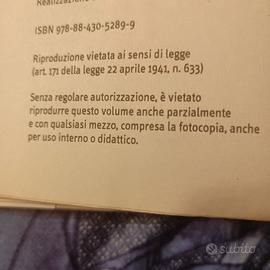 Realizzazione
ISBN 978-88-430-5289-9
Riproduzione vietata ai sensi di legge
(art. 171 della legge 22 aprile 1941, n. 633)
Senza regolare autorizzazione, è vietato
riprodurre questo volume anche parzialmente
e con qualsiasi mezzo, compresa la fotocopia, anche
per uso interno o didattico.
subito